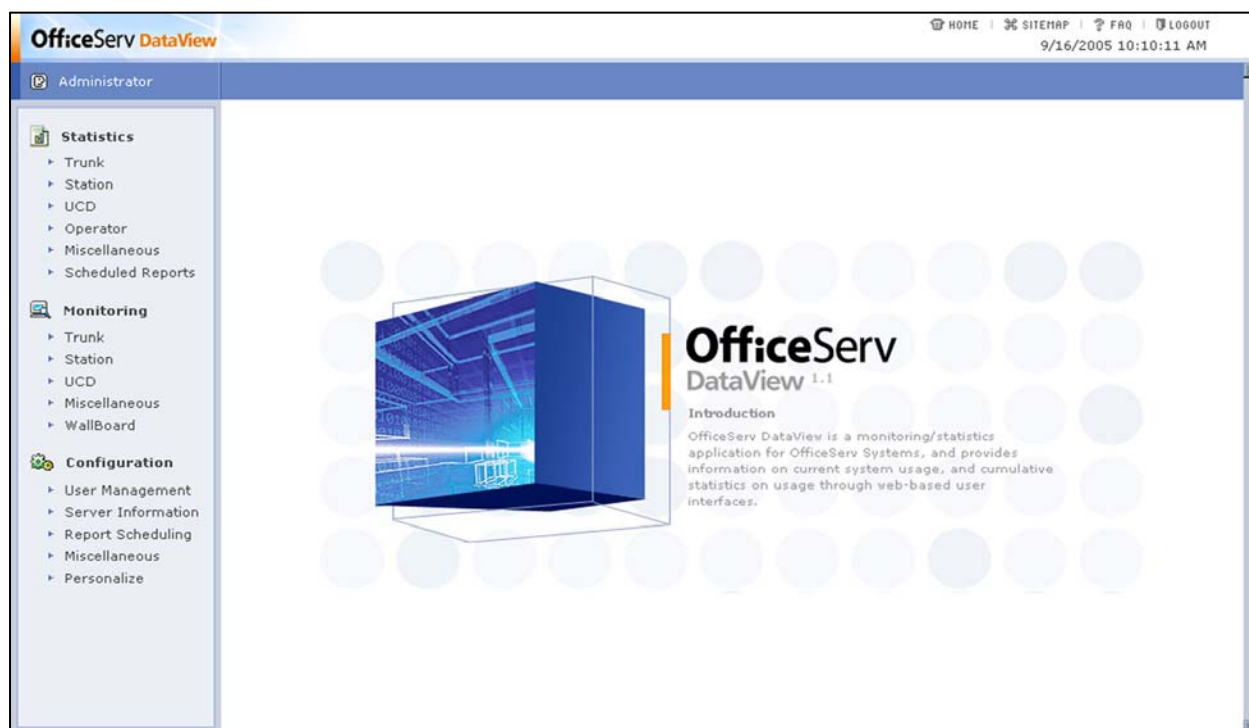 OfficeServ DataView
HOME | SITEMAP | FAQ | LOGOUT
9/16/2005 10:10:11 AM
Administrator
Statistics
Trunk
Station
UCD
Operator
Miscellaneous
Scheduled Reports
Monitoring
Trunk
Station
UCD
Miscellaneous
WallBoard
Configuration
User Management
Server Information
Report Scheduling
Miscellaneous
Personalize
OfficeServ
DataView 1.1
Introduction
OfficeServ DataView is a monitoring/statistics
application for OfficeServ Systems, and provides
information on current system usage, and cumulative
statistics on usage through web-based user
interfaces.